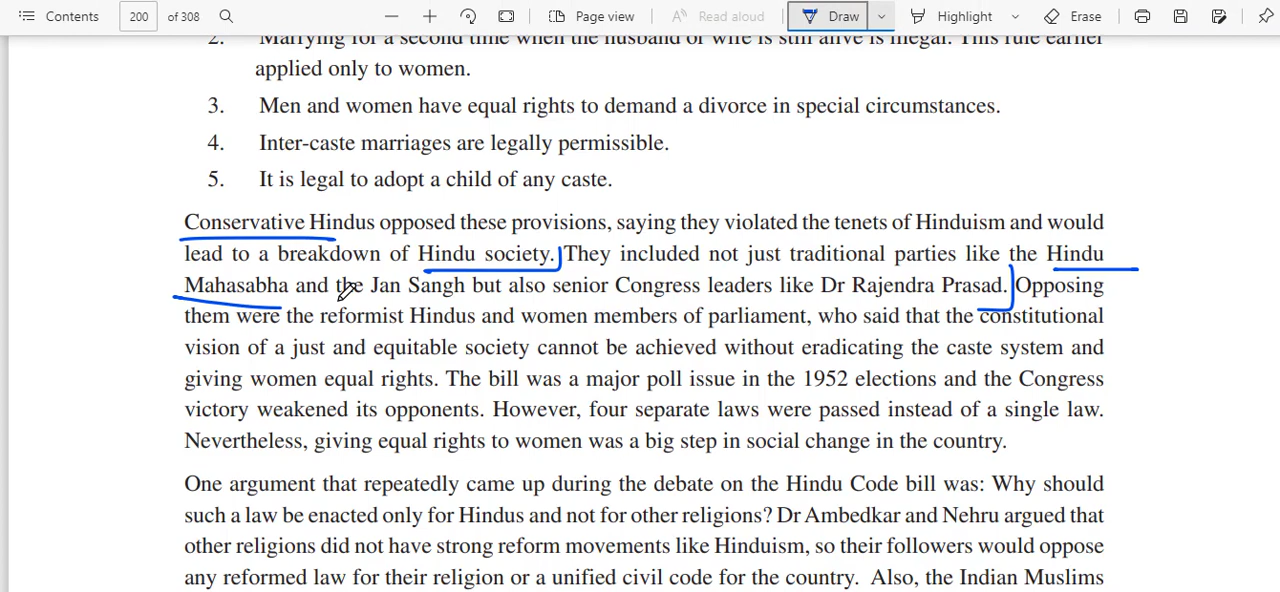 Contents 200 of 308 Page view Read aloud Draw Highlight Erase
2. Marrying for a second time when the husband or wife is still alive is illegal. This rule earlier
applied only to women.
3. Men and women have equal rights to demand a divorce in special circumstances.
4. Inter-caste marriages are legally permissible.
5. It is legal to adopt a child of any caste.
Conservative Hindus opposed these provisions, saying they violated the tenets of Hinduism and would
lead to a breakdown of Hindu society. They included not just traditional parties like the Hindu
Mahasabha and the Jan Sangh but also senior Congress leaders like Dr Rajendra Prasad. Opposing
them were the reformist Hindus and women members of parliament, who said that the constitutional
vision of a just and equitable society cannot be achieved without eradicating the caste system and
giving women equal rights. The bill was a major poll issue in the 1952 elections and the Congress
victory weakened its opponents. However, four separate laws were passed instead of a single law.
Nevertheless, giving equal rights to women was a big step in social change in the country.
One argument that repeatedly came up during the debate on the Hindu Code bill was: Why should
such a law be enacted only for Hindus and not for other religions? Dr Ambedkar and Nehru argued that
other religions did not have strong reform movements like Hinduism, so their followers would oppose
any reformed law for their religion or a unified civil code for the country. Also, the Indian Muslims